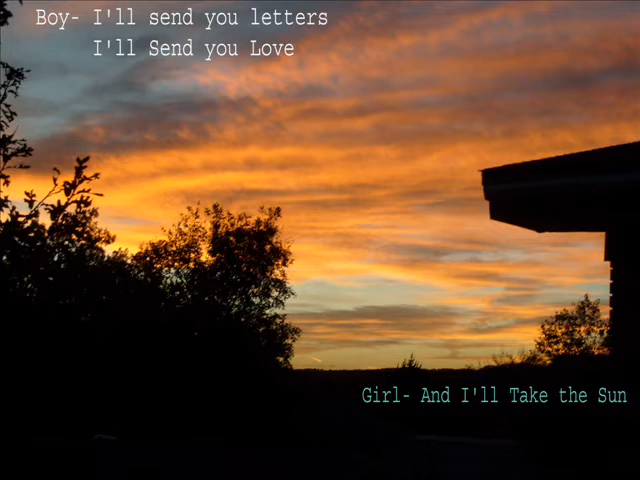 Boy- I'll send you letters
I'll Send you Love
Girl- And I'll Take the Sun